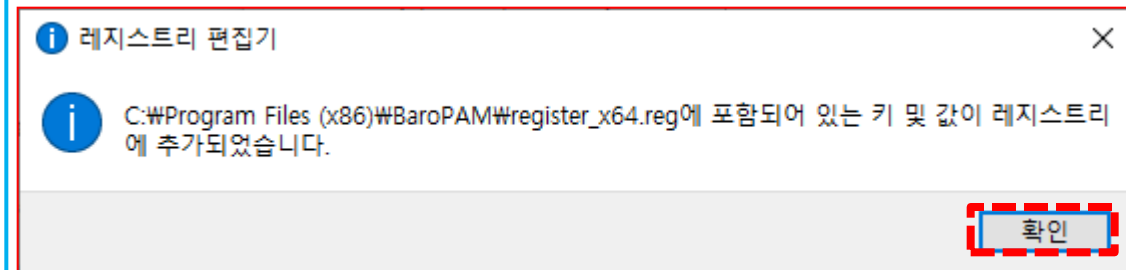 레지스트리 편집기
C:₩Program Files (x86)₩BaroPAM₩register_x64.reg에 포함되어 있는 키 및 값이 레지스트리
에 추가되었습니다.
확인